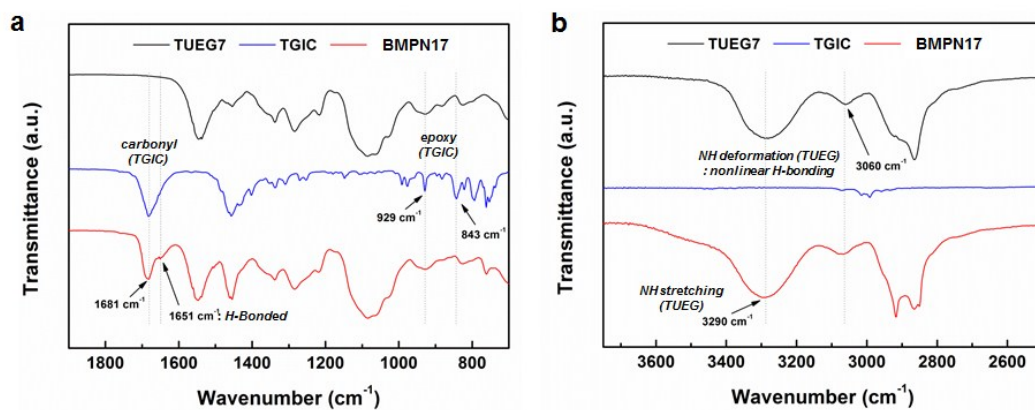 a
TUEG7 TGIC BMPN17
Transmittance (a.u.)
carbonyl
(TGIC)
epoxy
(TGIC)
929 cm-1
843 cm-1
1681 cm-1
1651 cm-1: H-Bonded
1800 1600 1400 1200 1000 800
Wavenumber (cm-1)
b
TUEG7 TGIC BMPN17
Transmittance (a.u.)
NH deformation (TUEG)
: nonlinear H-bonding
3060 cm-1
NH stretching
(TUEG)
3290 cm-1
3600 3400 3200 3000 2800 2600
Wavenumber (cm-1)